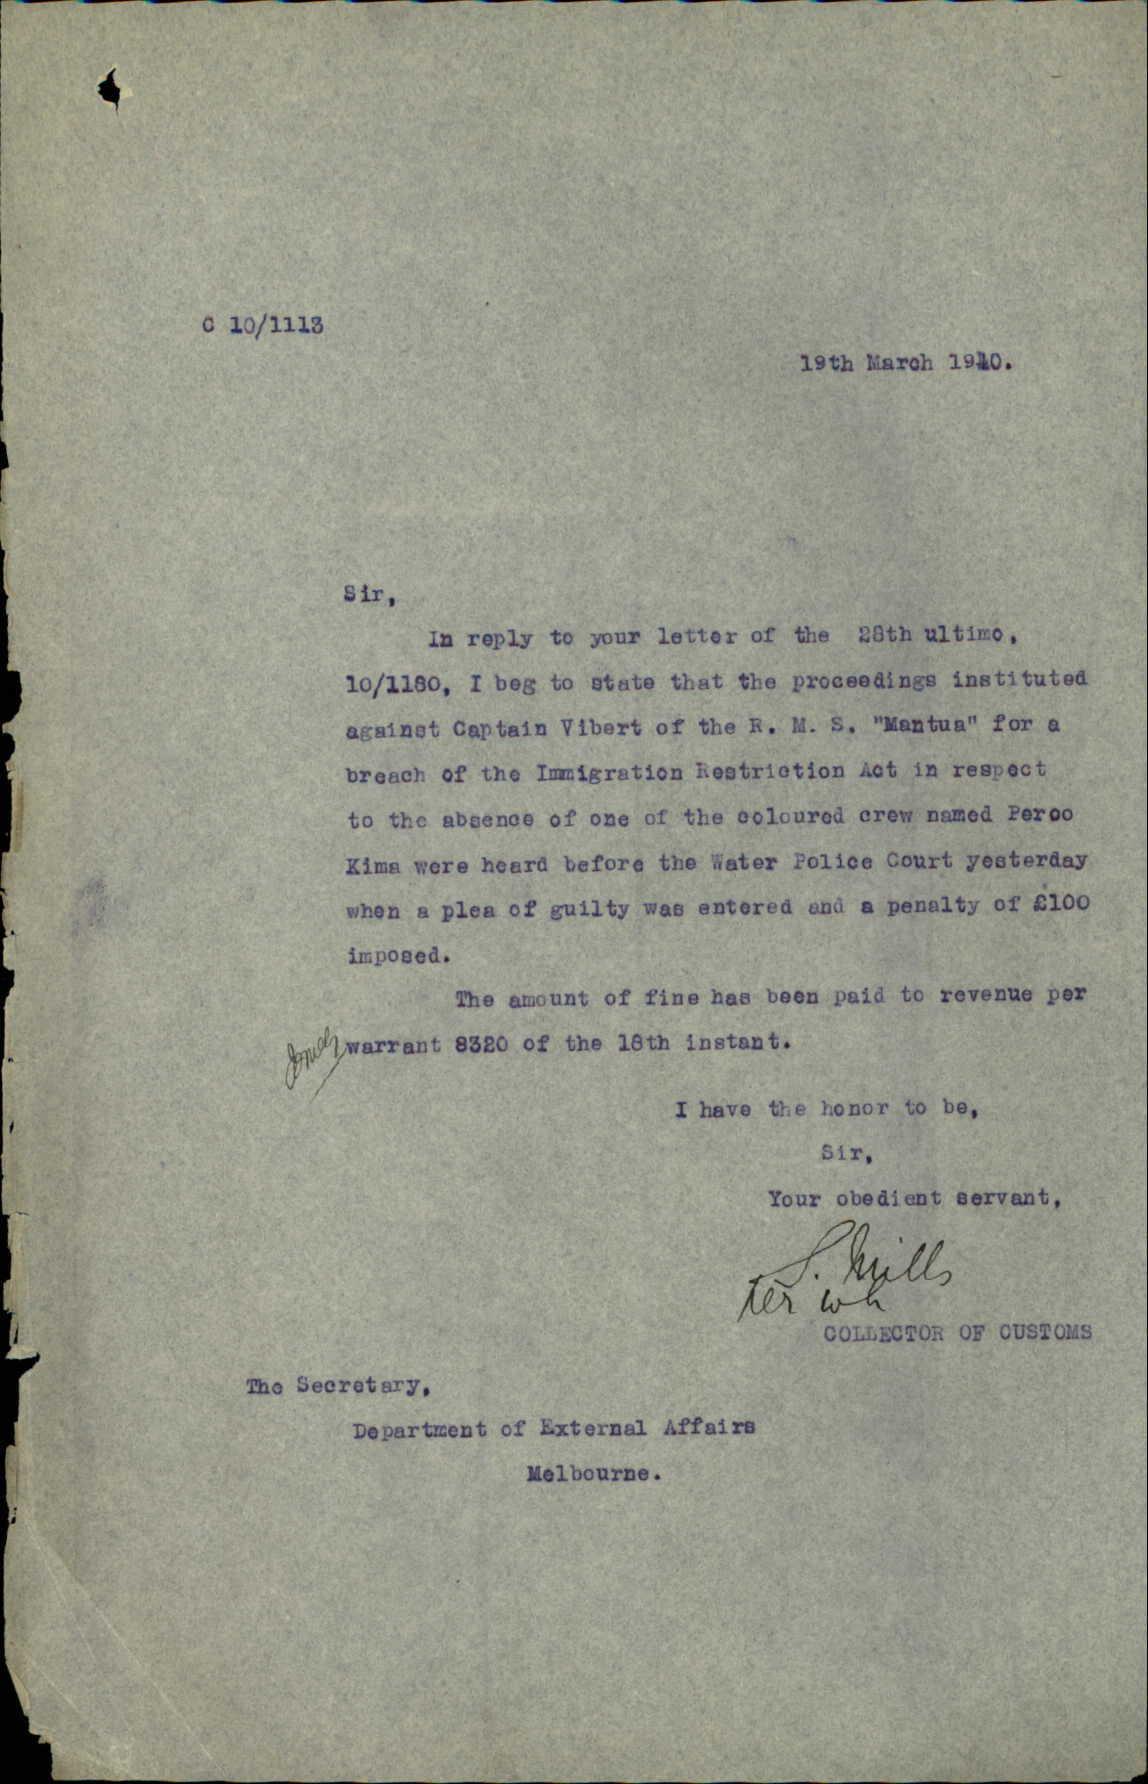 C 10/1113
19th March 1910.
Sir,
In reply to your letter of the 28th ultimo,
10/1180, I beg to state that the proceedings instituted
against Captain Vibert of the R. M. S. "Mantua" for a
breach of the Immigration Restriction Act in respect
to the absence of one of the coloured crew named Peroo
Kima were heard before the Water Police Court yesterday
when a plea of guilty was entered and a penalty of £100
imposed.
The amount of fine has been paid to revenue per
warrant 8320 of the 18th instant.
I have the honor to be,
Sir,
Your obedient servant,
S. Mills
COLLECTOR OF CUSTOMS
The Secretary,
Department of External Affairs
Melbourne.